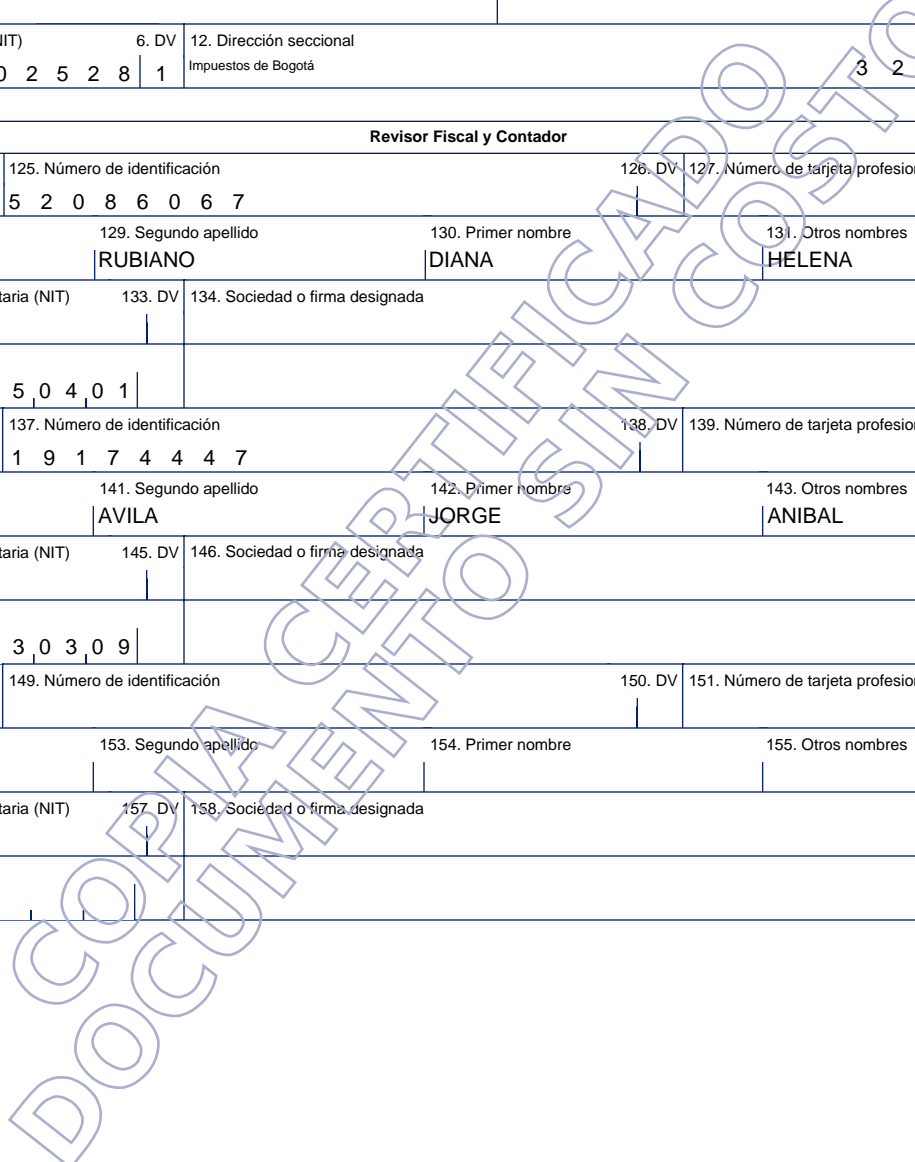 NIT) 6. DV 12. Dirección seccional
0 2 5 2 8 1 Impuestos de Bogotá 3 2
Revisor Fiscal y Contador
125. Número de identificación 126. DV 127. Número de tarjeta profesion
5 2 0 8 6 0 6 7
129. Segundo apellido 130. Primer nombre 131. Otros nombres
RUBIANO DIANA HELENA
taria (NIT) 133. DV 134. Sociedad o firma designada
5 0 4 0 1
137. Número de identificación 138. DV 139. Número de tarjeta profesion
1 9 1 7 4 4 4 7
141. Segundo apellido 142. Primer nombre 143. Otros nombres
AVILA JORGE ANIBAL
taria (NIT) 145. DV 146. Sociedad o firma designada
3 0 3 0 9
149. Número de identificación 150. DV 151. Número de tarjeta profesion
153. Segundo apellido 154. Primer nombre 155. Otros nombres
taria (NIT) 157. DV 158. Sociedad o firma designada
COPIA CERTIFICADO
DOCUMENTO SIN COSTO